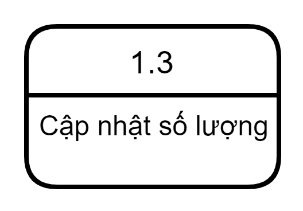 1.3
Cập nhật số lượng